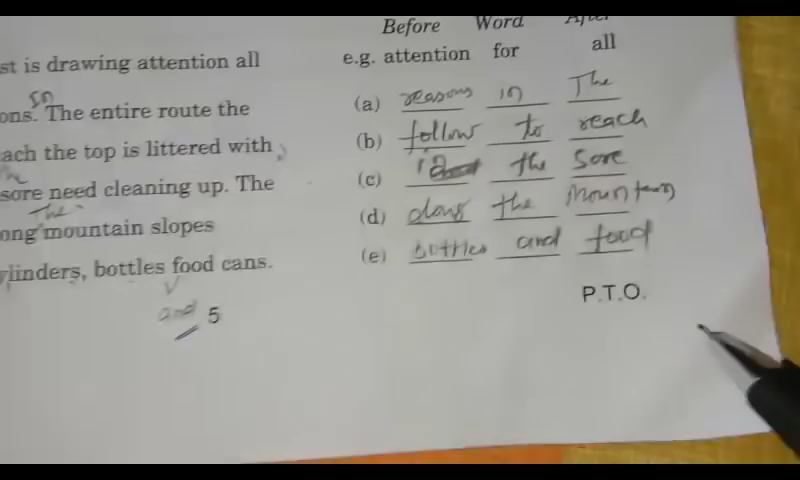 Before Word After
st is drawing attention all e.g. attention for all
in
ons. The entire route the (a) reasons in The
ach the top is littered with (b) follow to reach
sore need cleaning up. The (c) the sore
The
ong mountain slopes (d) the mountain
ylinders, bottles food cans. (e) bottles and food
and 5
P.T.O.